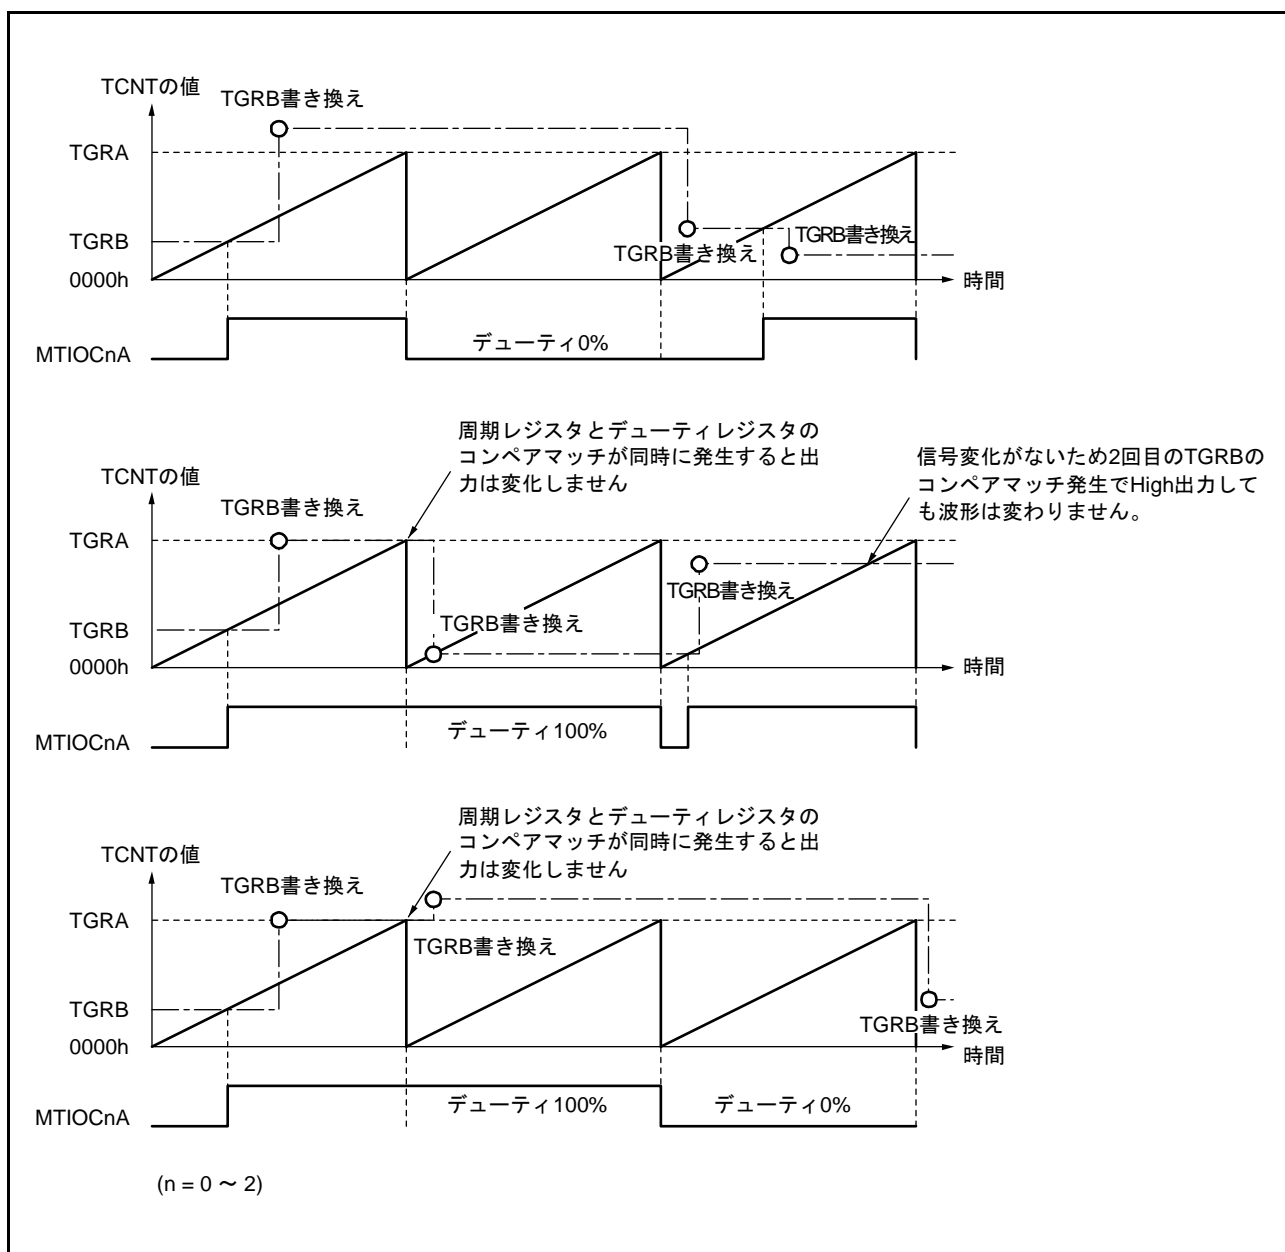 TCNTの値
TGRB書き換え
TGRA
TGRB
TGRB書き換え
TGRB書き換え
0000h
時間
デューティ0%
MTIOCnA
周期レジスタとデューティレジスタの
コンペアマッチが同時に発生すると出
力は変化しません
信号変化がないため2回目のTGRBの
コンペアマッチ発生でHigh出力して
も波形は変わりません。
TCNTの値
TGRB書き換え
TGRA
TGRB書き換え
TGRB書き換え
TGRB
0000h
時間
デューティ100%
MTIOCnA
周期レジスタとデューティレジスタの
コンペアマッチが同時に発生すると出
力は変化しません
TCNTの値
TGRB書き換え
TGRA
TGRB書き換え
TGRB
TGRB書き換え
0000h
時間
デューティ100%
デューティ0%
MTIOCnA
(n = 0 ～ 2)